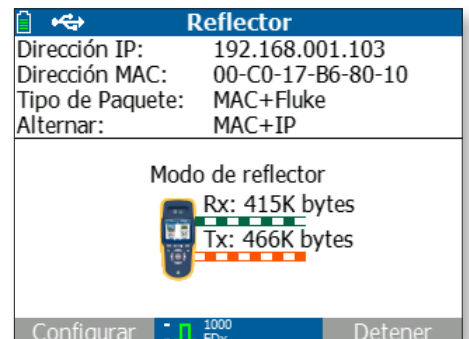 Reflector
Dirección IP: 192.168.001.103
Dirección MAC: 00-C0-17-B6-80-10
Tipo de Paquete: MAC+Fluke
Alternar: MAC+IP
Modo de reflector
Rx: 415K bytes
Tx: 466K bytes
Configurar 1000 Detener
FDx